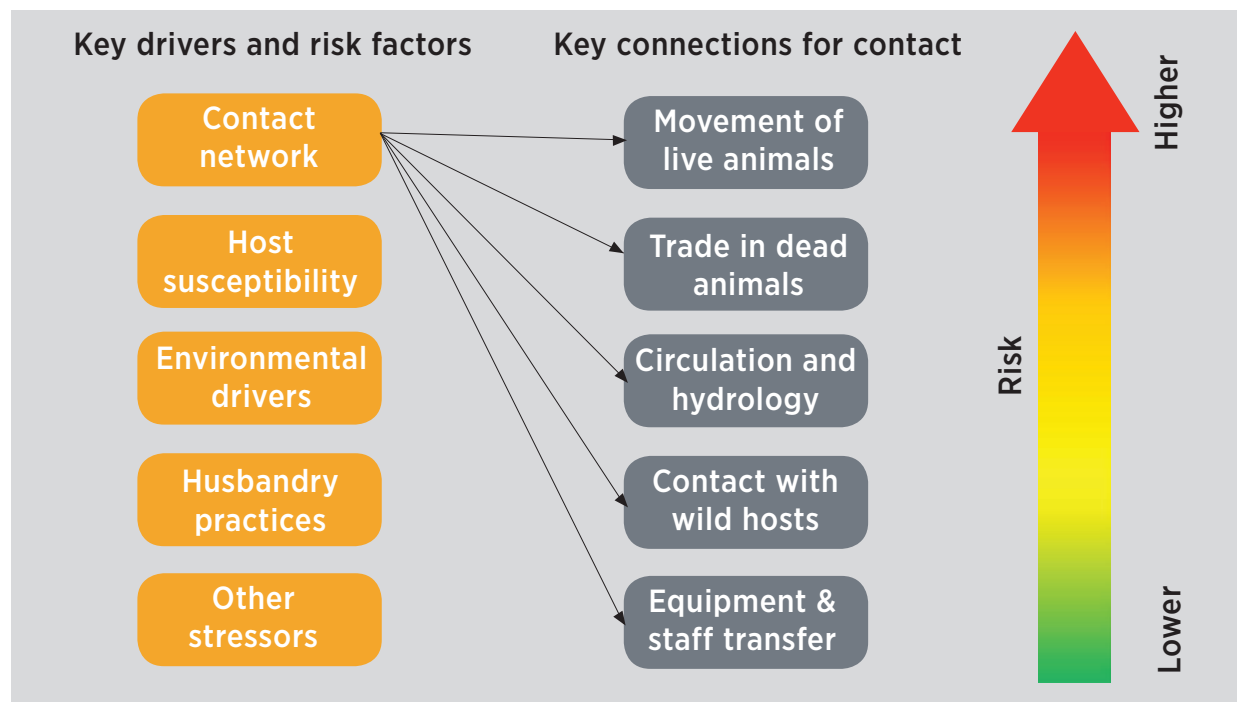 Key drivers and risk factors
Contact
network
Host
susceptibility
Environmental
drivers
Husbandry
practices
Other
stressors
Key connections for contact
Movement of
live animals
Trade in dead
animals
Circulation and
hydrology
Contact with
wild hosts
Equipment &
staff transfer
Risk
Higher
Lower